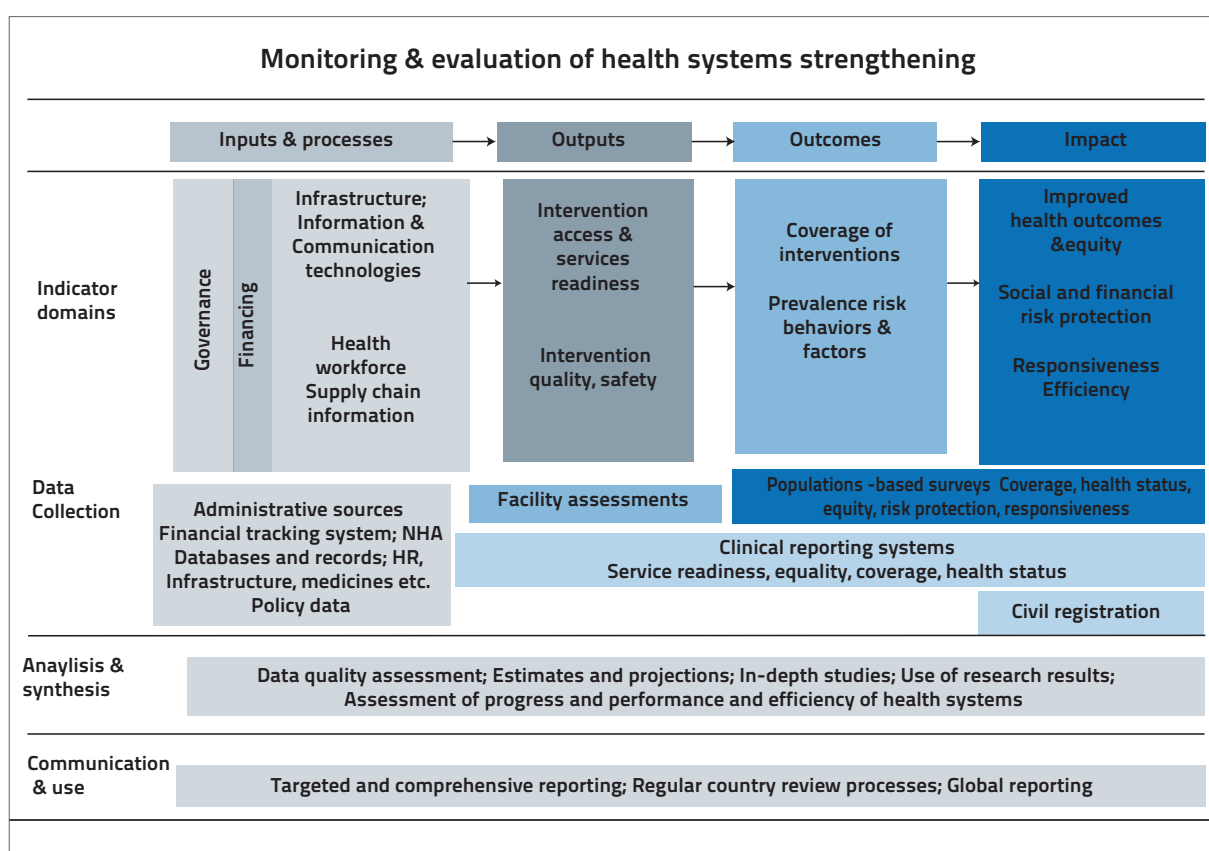 Monitoring & evaluation of health systems strengthening
Inputs & processes
Outputs
Outcomes
Impact
Indicator
domains
Governance
Financing
Infrastructure;
Information &
Communication
technologies
Health
workforce
Supply chain
information
Intervention
access &
services
readiness
Intervention
quality, safety
Coverage of
interventions
Prevalence risk
behaviors &
factors
Improved
health outcomes
&equity
Social and financial
risk protection
Responsiveness
Efficiency
Data
Collection
Administrative sources
Financial tracking system; NHA
Databases and records; HR,
Infrastructure, medicines etc.
Policy data
Facility assessments
Populations -based surveys Coverage, health status,
equity, risk protection, responsiveness
Clinical reporting systems
Service readiness, equality, coverage, health status
Civil registration
Anaylisis &
synthesis
Data quality assessment; Estimates and projections; In-depth studies; Use of research results;
Assessment of progress and performance and efficiency of health systems
Communication
& use
Targeted and comprehensive reporting; Regular country review processes; Global reporting